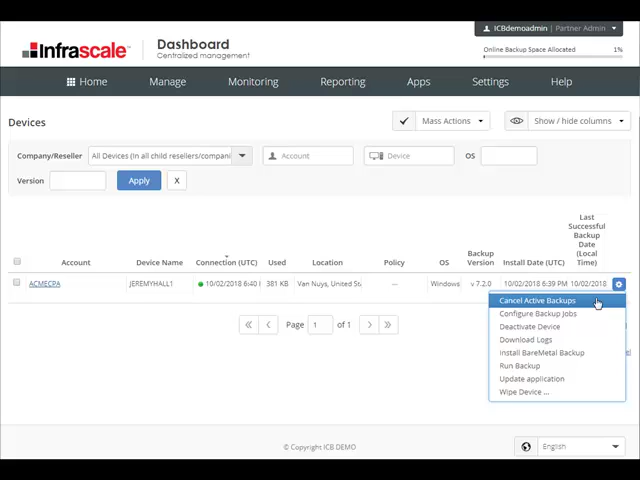 ICBdemoadmin | Partner Admin
Infrascale
Dashboard
Centralized management
Online Backup Space Allocated 1%
Home Manage Monitoring Reporting Apps Settings Help
Devices
Mass Actions Show / hide columns
Company/Reseller All Devices (In all child resellers/compani Account Device OS
Version Apply X
Account Device Name Connection (UTC) Used Location Policy OS Backup Version Install Date (UTC) Last Successful Backup Date (Local Time)
ACMECPA JEREMYHALL1 10/02/2018 6:40 381 KB Van Nuys, United St --- Windows v 7.2.0 10/02/2018 6:39 PM 10/02/2018
Cancel Active Backups
Configure Backup Jobs
Deactivate Device
Download Logs
Install BareMetal Backup
Run Backup
Update application
Wipe Device ...
Page 1 of 1
© Copyright ICB DEMO
English